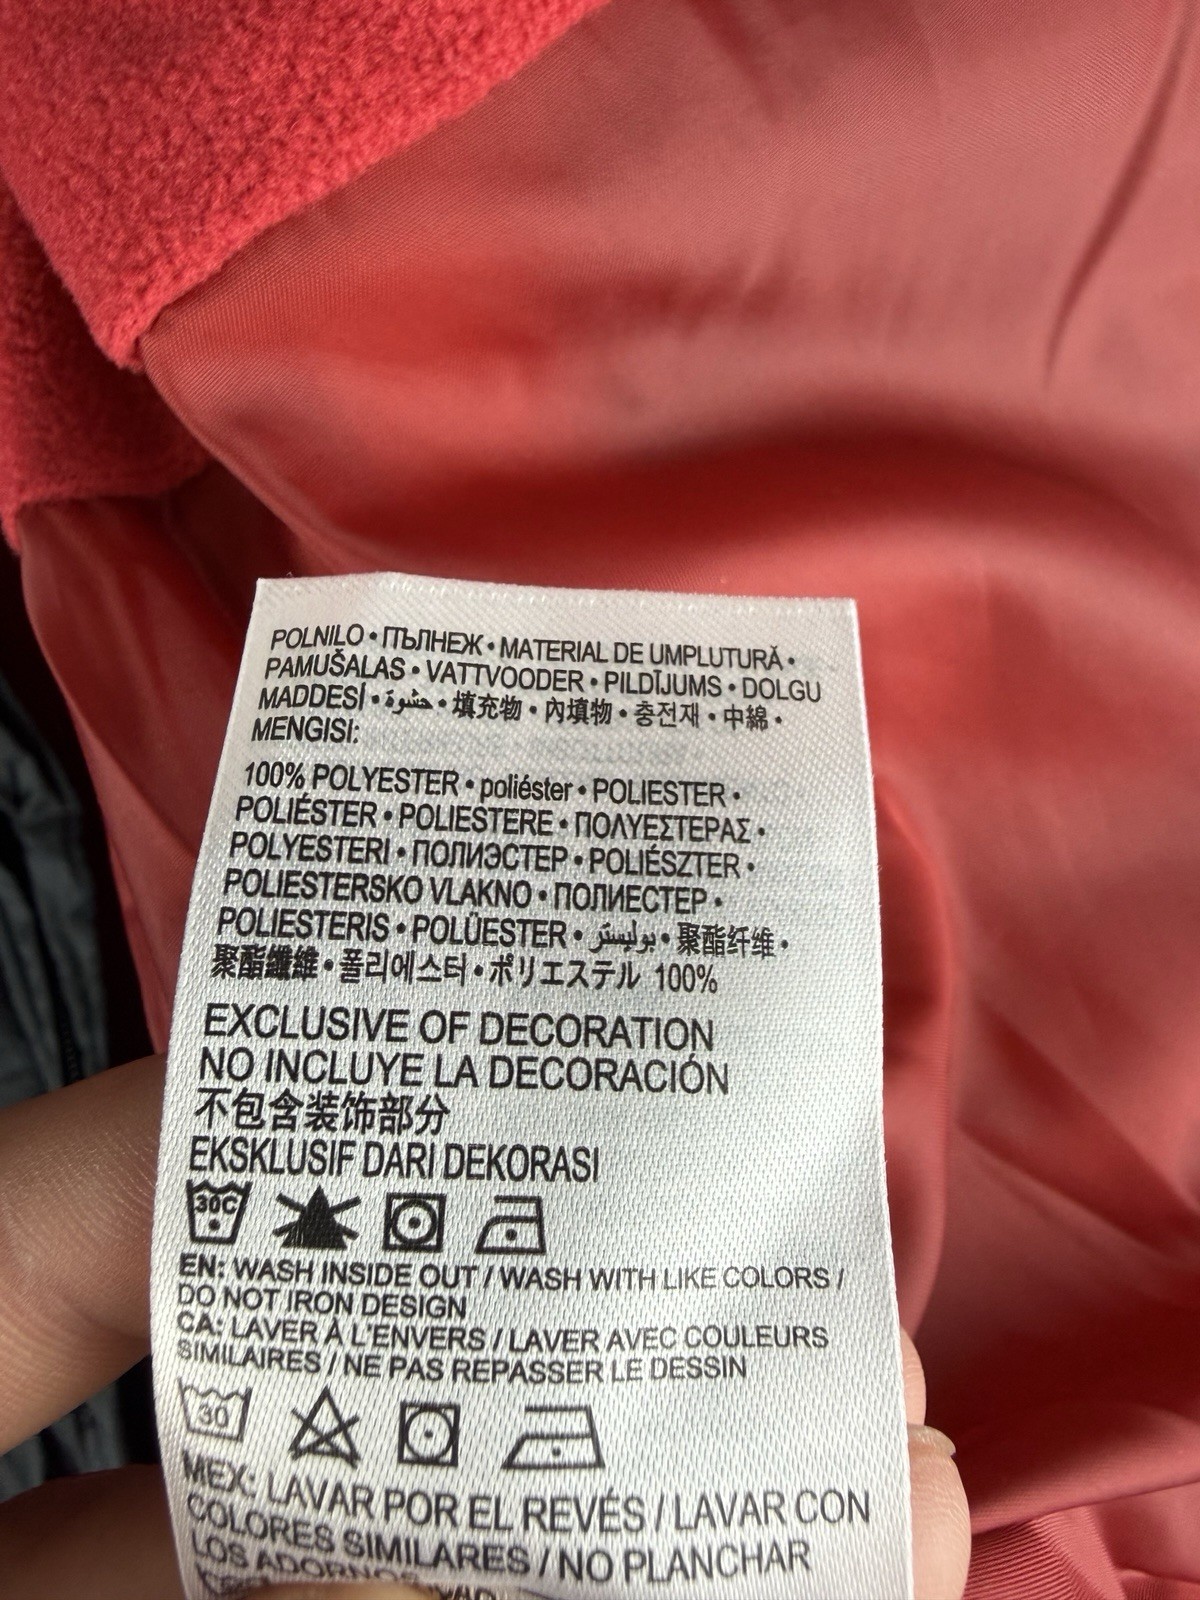 POLNILO • ПЪЛНЕЖ • MATERIAL DE UMPLUTURĂ •
PAMUŠALAS • VATTVOODER • PILDĪJUMS • DOLGU
MADDESİ • حشوة • 填充物 • 內填物 • 충전재 • 中綿 •
MENGISI:
100% POLYESTER • poliéster • POLIESTER •
POLIÉSTER • POLIESTERE • ΠΟΛΥΕΣΤΕΡΑΣ •
POLYESTERI • ПОЛИЭСТЕР • POLIÉSZTER •
POLIESTERSKO VLAKNO • ПОЛИЕСТЕР •
POLIESTERIS • POLÜESTER • بوليستر • 聚酯纤维 •
聚酯纖維 • 폴리에스터 • ポリエステル 100%
EXCLUSIVE OF DECORATION
NO INCLUYE LA DECORACIÓN
不包含装饰部分
EKSKLUSIF DARI DEKORASI
30C
EN: WASH INSIDE OUT / WASH WITH LIKE COLORS /
DO NOT IRON DESIGN
CA: LAVER À L'ENVERS / LAVER AVEC COULEURS
SIMILAIRES / NE PAS REPASSER LE DESSIN
30
MEX: LAVAR POR EL REVÉS / LAVAR CON
COLORES SIMILARES / NO PLANCHAR
LOS ADORNOS